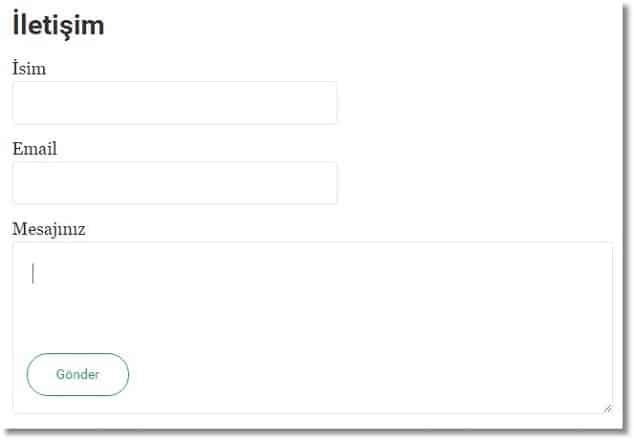 İletişim
İsim
Email
Mesajınız
Gönder